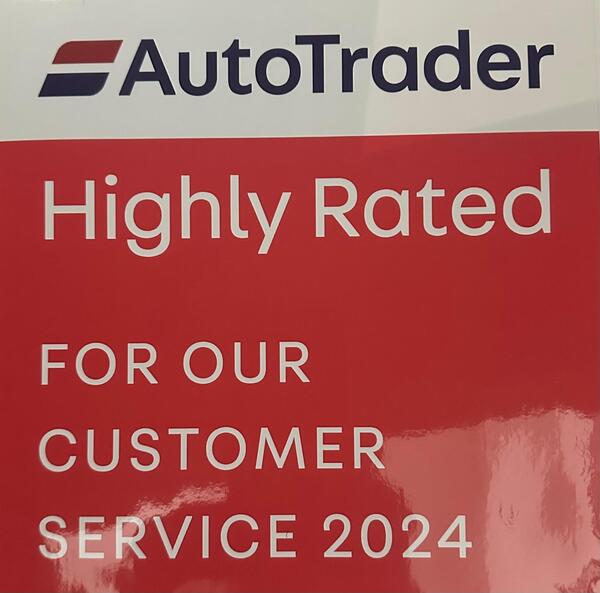 AutoTrader
Highly Rated
FOR OUR
CUSTOMER
SERVICE 2024